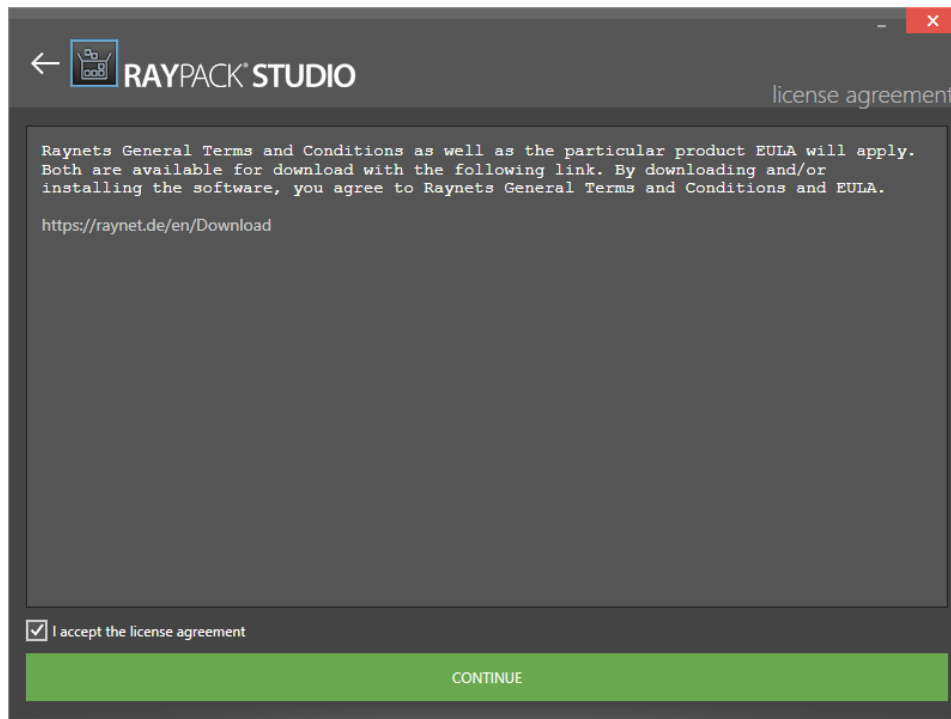 RAYPACK® STUDIO
license agreement
Raynets General Terms and Conditions as well as the particular product EULA will apply.
Both are available for download with the following link. By downloading and/or
installing the software, you agree to Raynets General Terms and Conditions and EULA.
https://raynet.de/en/Download
I accept the license agreement
CONTINUE